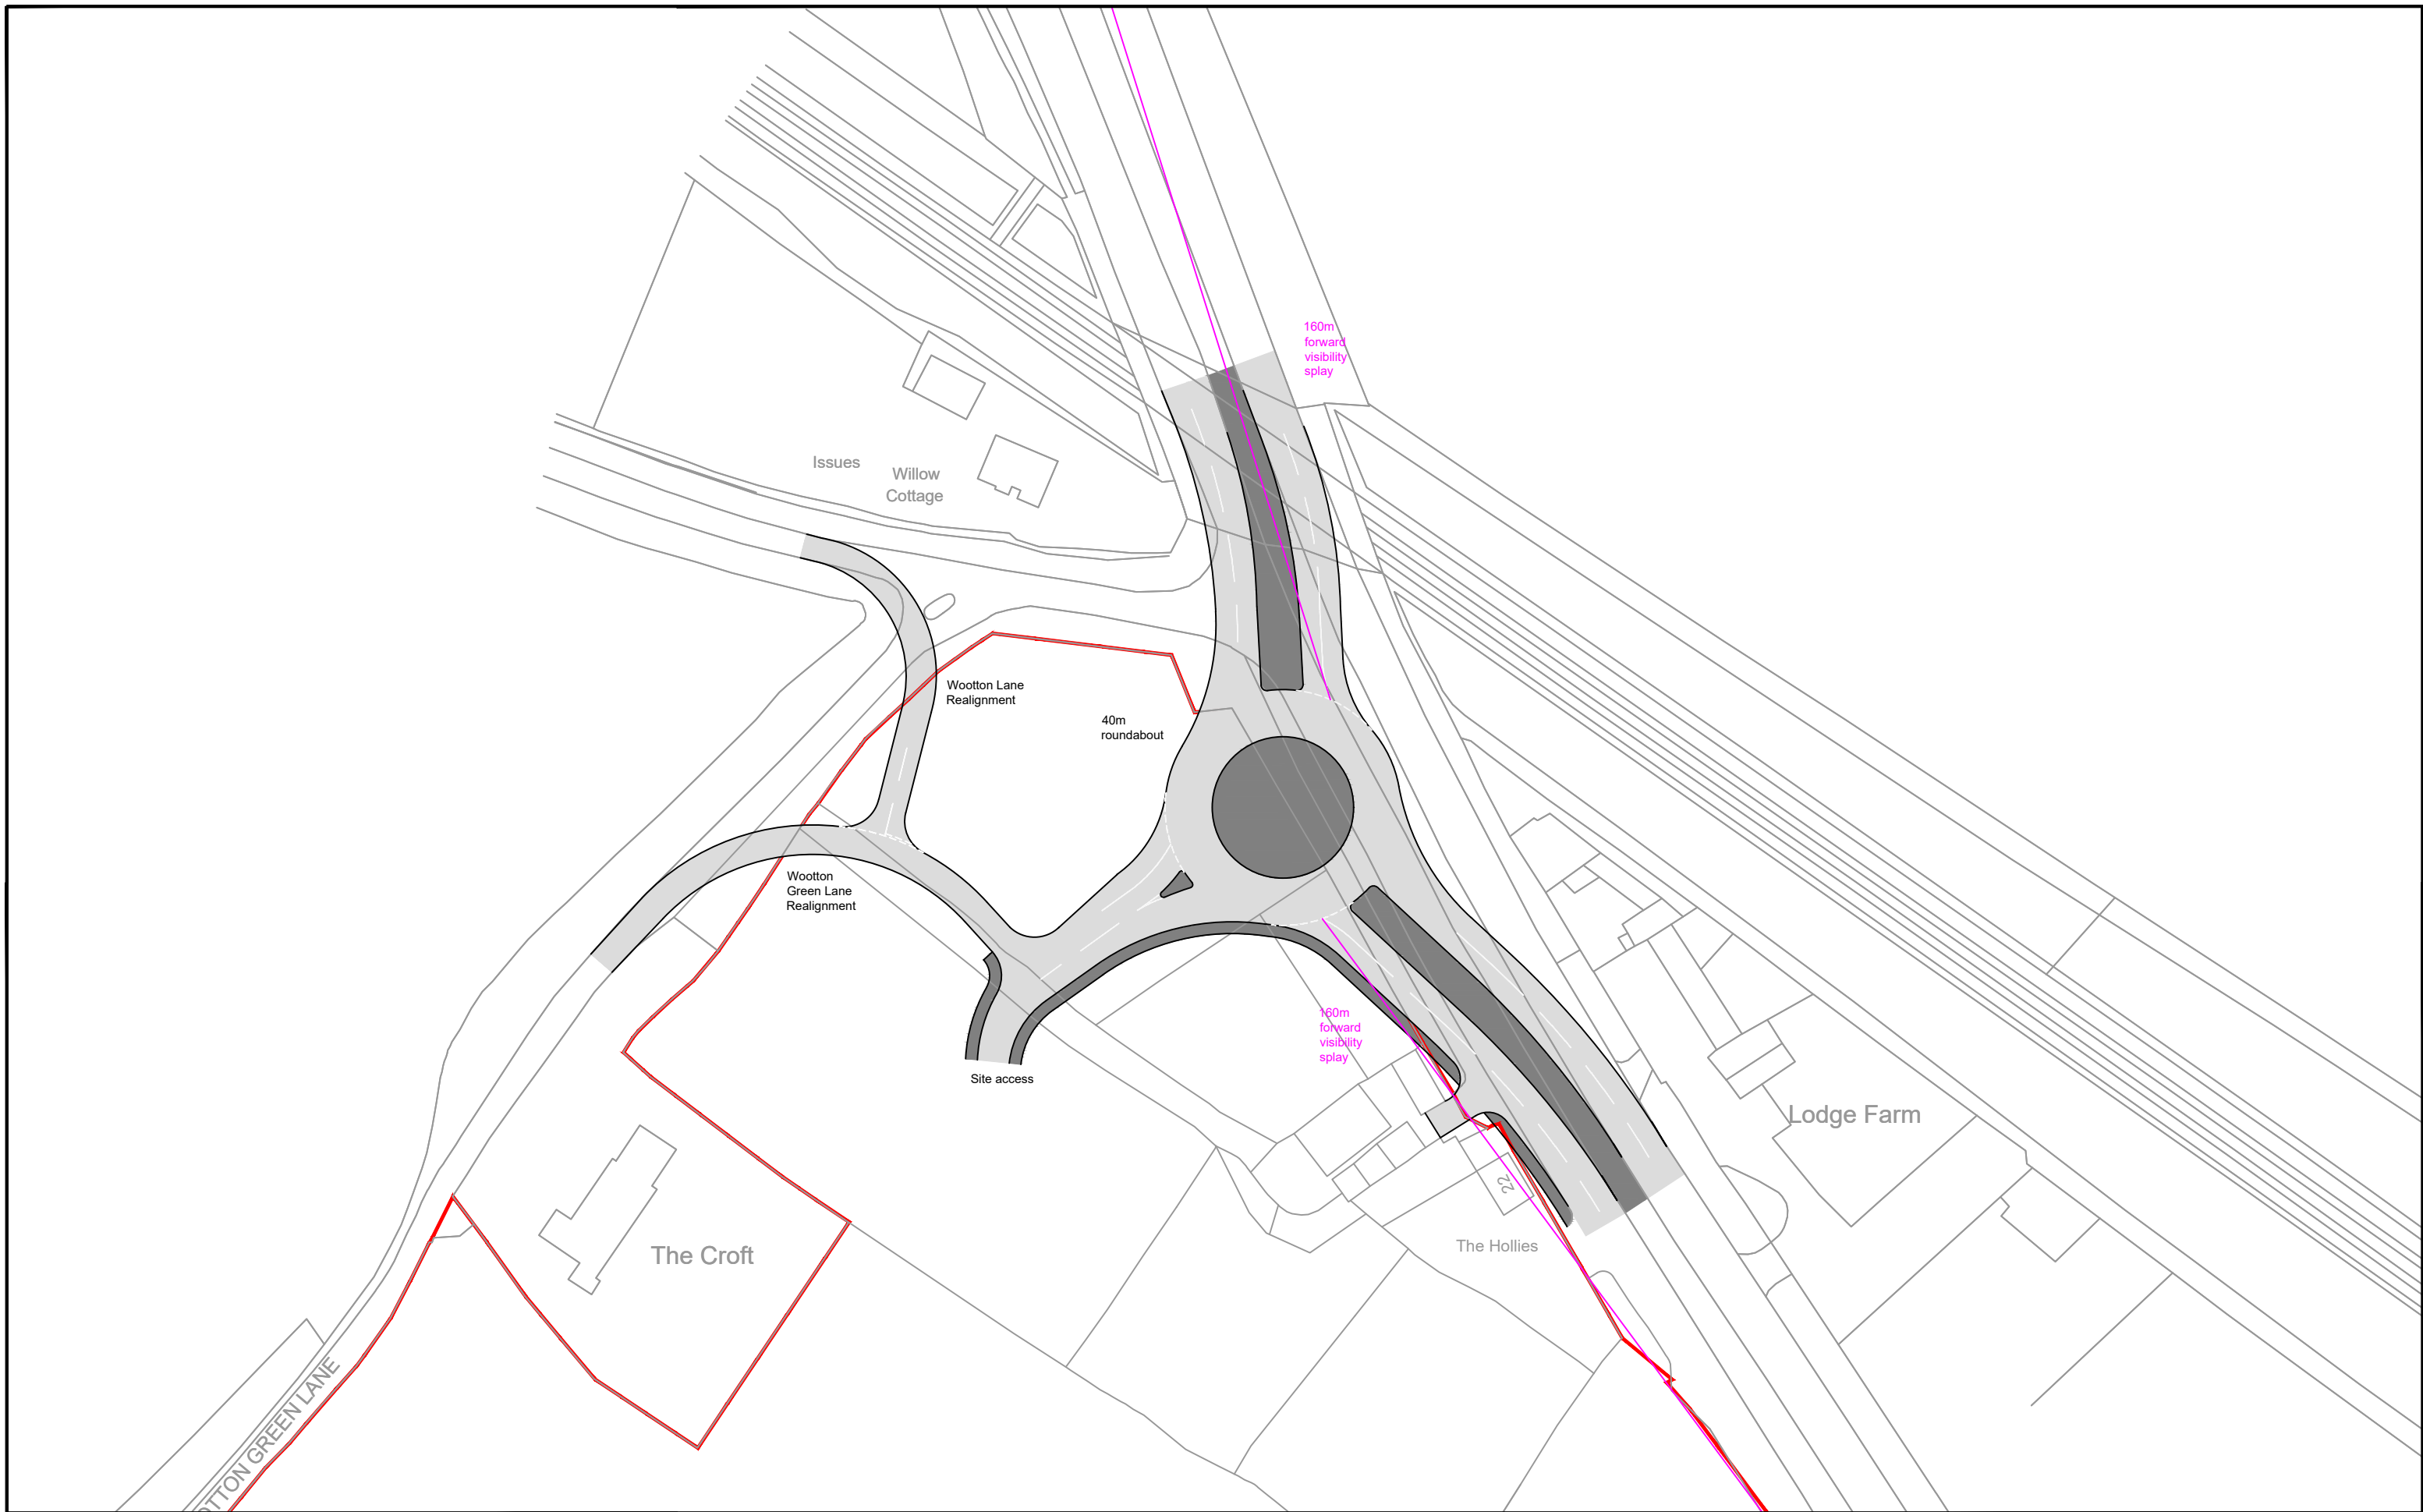 160m
forward
visibility
splay
Issues
Willow
Cottage
Wootton Lane
Realignment
40m
roundabout
Wootton
Green Lane
Realignment
160m
forward
visibility
splay
Site access
Lodge Farm
22
The Hollies
The Croft
OTTON GREEN LANE